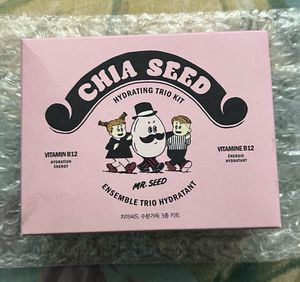 CHIA SEED
HYDRATING TRIO KIT
VITAMIN B12
HYDRATION
ENERGY
VITAMINE B12
ÉNERGIE
HYDRATANT
MR. SEED
ENSEMBLE TRIO HYDRATANT
치아씨드 수분가득 3종 키트